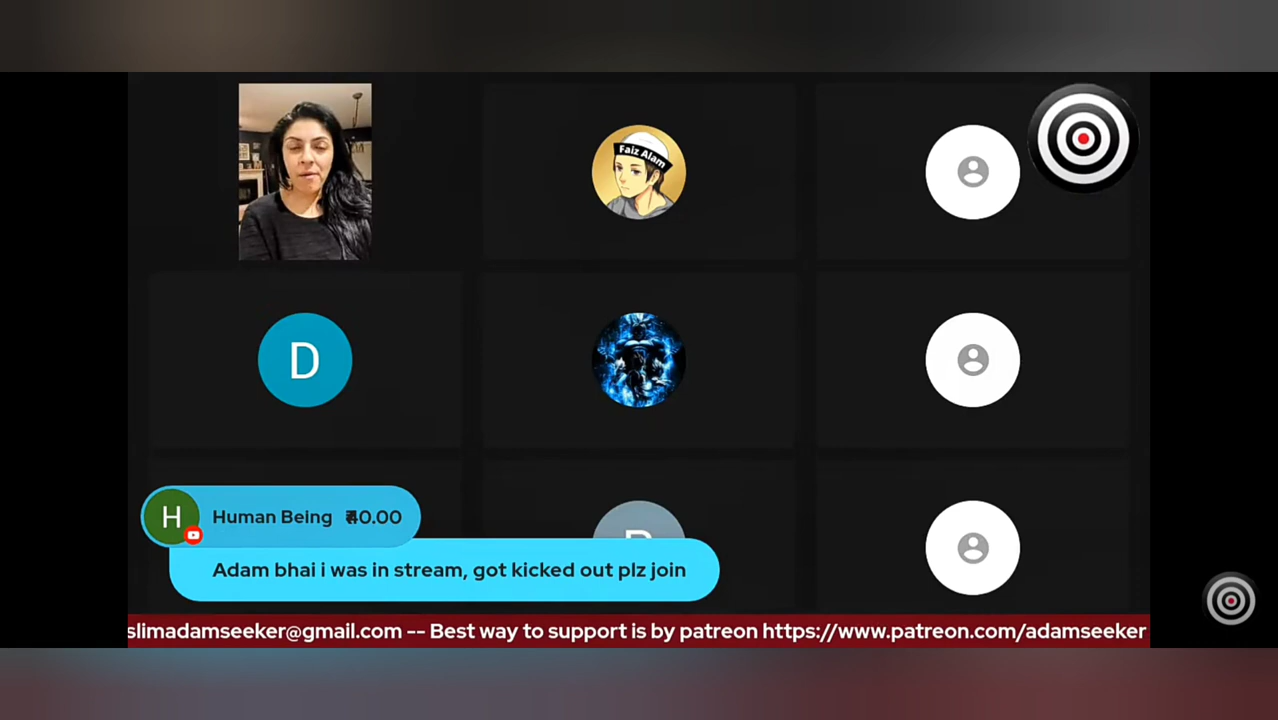 Faiz Alam
D
H
Human Being ₹40.00
Adam bhai i was in stream, got kicked out plz join
slimadamseeker@gmail.com -- Best way to support is by patreon https://www.patreon.com/adamseeker